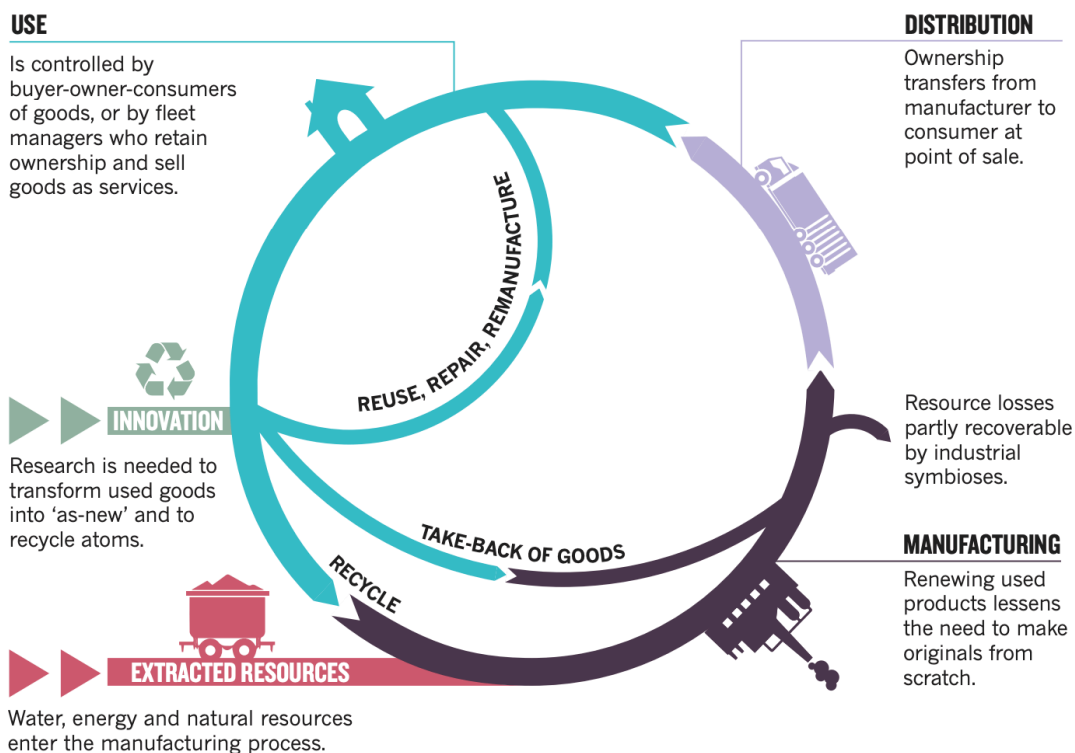 USE
Is controlled by
buyer-owner-consumers
of goods, or by fleet
managers who retain
ownership and sell
goods as services.
DISTRIBUTION
Ownership
transfers from
manufacturer to
consumer at
point of sale.
REUSE, REPAIR, REMANUFACTURE
INNOVATION
Research is needed to
transform used goods
into ‘as-new’ and to
recycle atoms.
Resource losses
partly recoverable
by industrial
symbioses.
TAKE-BACK OF GOODS
RECYCLE
MANUFACTURING
Renewing used
products lessens
the need to make
originals from
scratch.
EXTRACTED RESOURCES
Water, energy and natural resources
enter the manufacturing process.